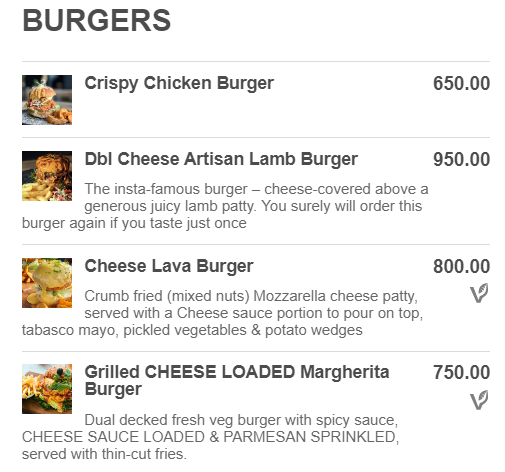 BURGERS
Crispy Chicken Burger 650.00
Dbl Cheese Artisan Lamb Burger 950.00
The insta-famous burger – cheese-covered above a
generous juicy lamb patty. You surely will order this
burger again if you taste just once
Cheese Lava Burger 800.00
Crumb fried (mixed nuts) Mozzarella cheese patty,
served with a Cheese sauce portion to pour on top,
tabasco mayo, pickled vegetables & potato wedges
Grilled CHEESE LOADED Margherita 750.00
Burger
Dual decked fresh veg burger with spicy sauce,
CHEESE SAUCE LOADED & PARMESAN SPRINKLED,
served with thin-cut fries.